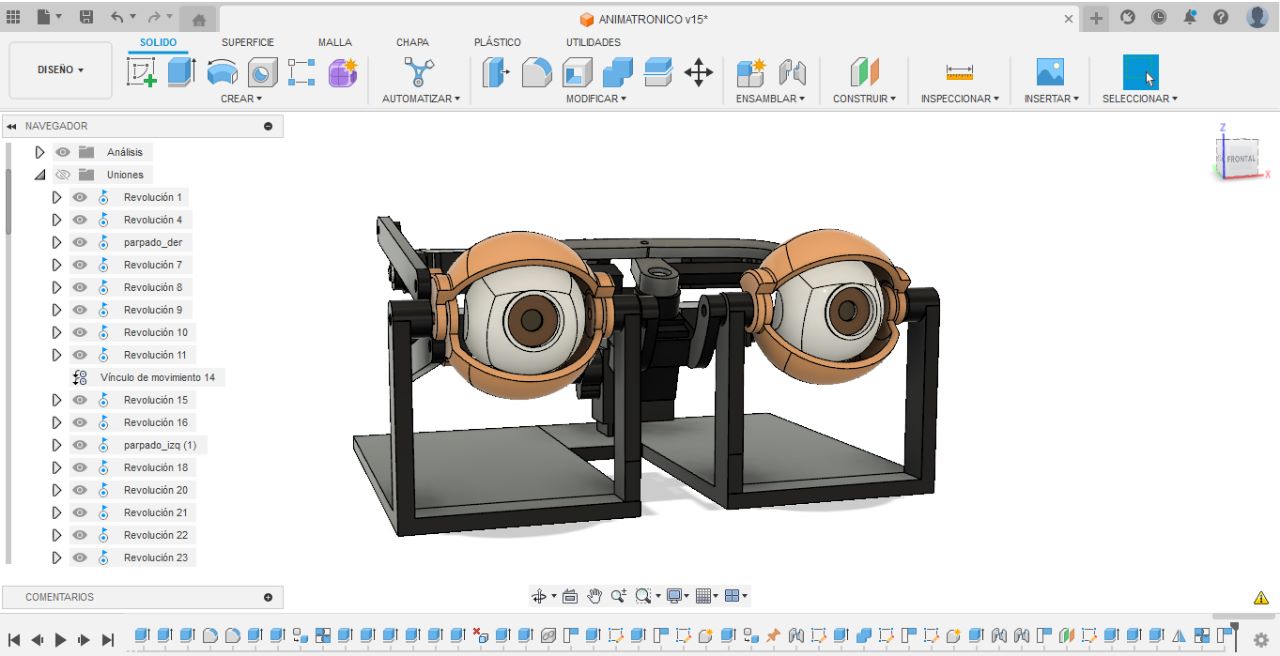 ANIMATRONICO v15*
SOLIDO SUPERFICIE MALLA CHAPA PLÁSTICO UTILIDADES
DISEÑO
CREAR AUTOMATIZAR MODIFICAR ENSAMBLAR CONSTRUIR INSPECCIONAR INSERTAR SELECCIONAR
NAVEGADOR
Análisis
Uniones
Revolución 1
Revolución 4
parpado_der
Revolución 7
Revolución 8
Revolución 9
Revolución 10
Revolución 11
Vínculo de movimiento 14
Revolución 15
Revolución 16
parpado_izq (1)
Revolución 18
Revolución 20
Revolución 21
Revolución 22
Revolución 23
Z
FRONTAL
X
COMENTARIOS